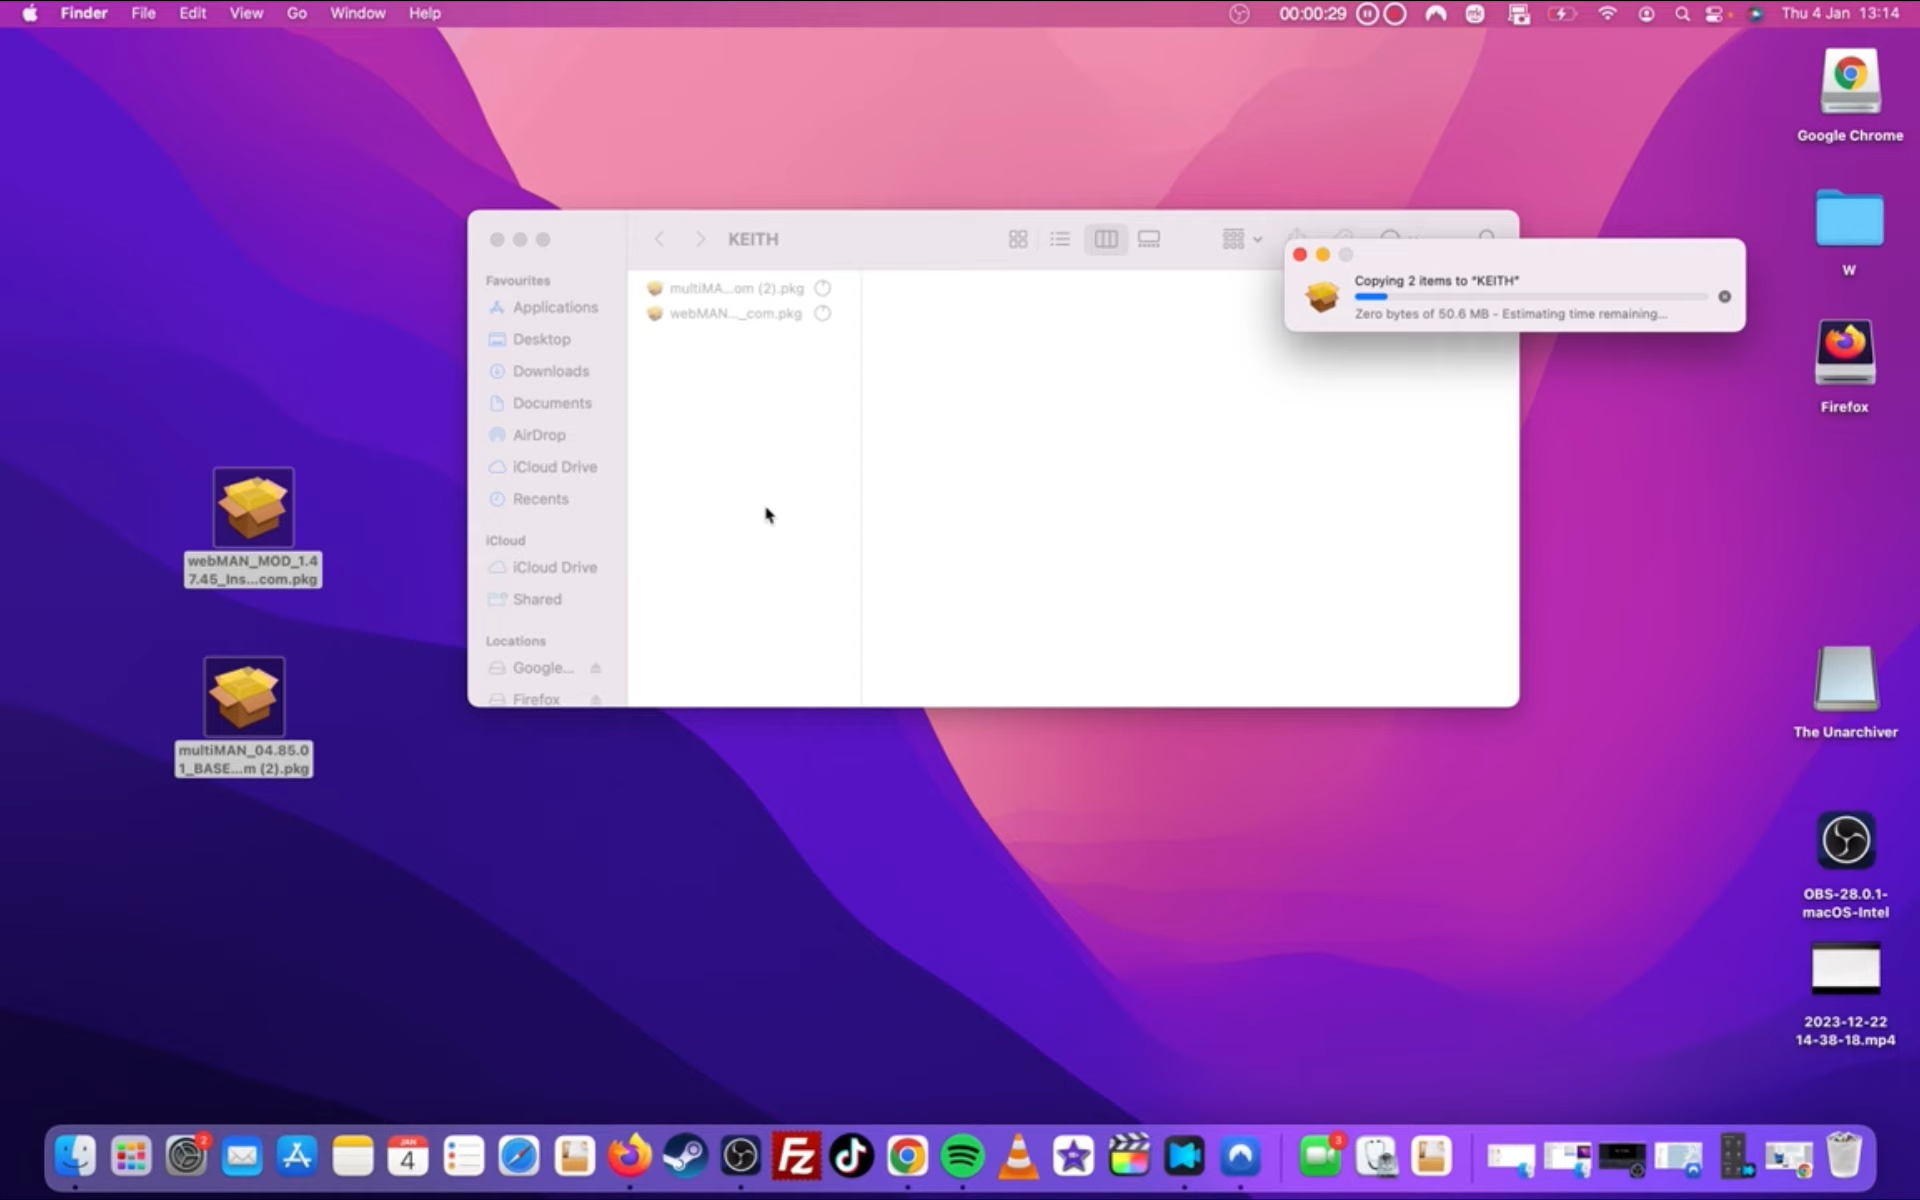 Finder File Edit View Go Window Help
00:00:29
Thu 4 Jan 13:14
KEITH
Favourites
Applications
Desktop
Downloads
Documents
AirDrop
iCloud Drive
Recents
iCloud
iCloud Drive
Shared
Locations
Google...
Firefox
multiMA...om (2).pkg
webMAN..._com.pkg
Copying 2 items to “KEITH”
Zero bytes of 50.6 MB - Estimating time remaining...
webMAN_MOD_1.4
7.45_Ins...com.pkg
multiMAN_04.85.0
1_BASE...m (2).pkg
Google Chrome
W
Firefox
The Unarchiver
OBS-28.0.1-
macOS-Intel
2023-12-22
14-38-18.mp4
2
JAN
4
FZ
3